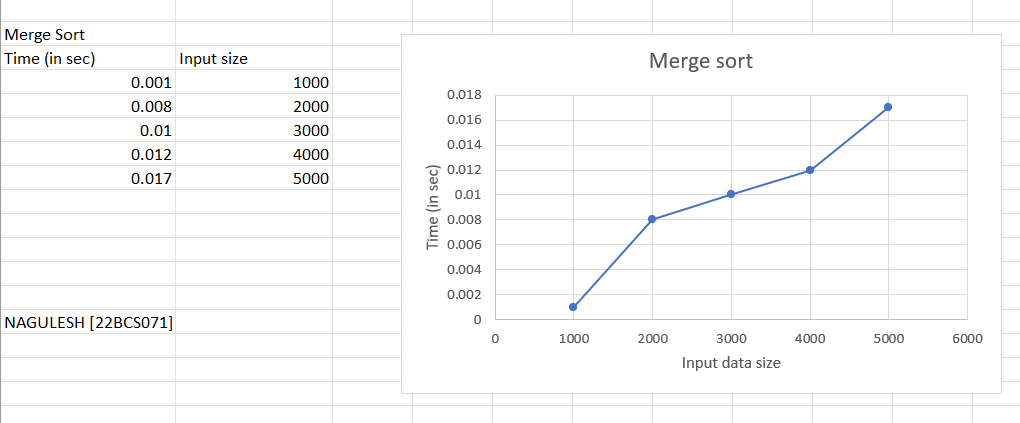 Merge Sort
Time (in sec) Input size
0.001 1000
0.008 2000
0.01 3000
0.012 4000
0.017 5000
NAGULESH [22BCS071]
Merge sort
0.018
0.016
0.014
0.012
0.01
0.008
0.006
0.004
0.002
0
Time (in sec)
0 1000 2000 3000 4000 5000 6000
Input data size